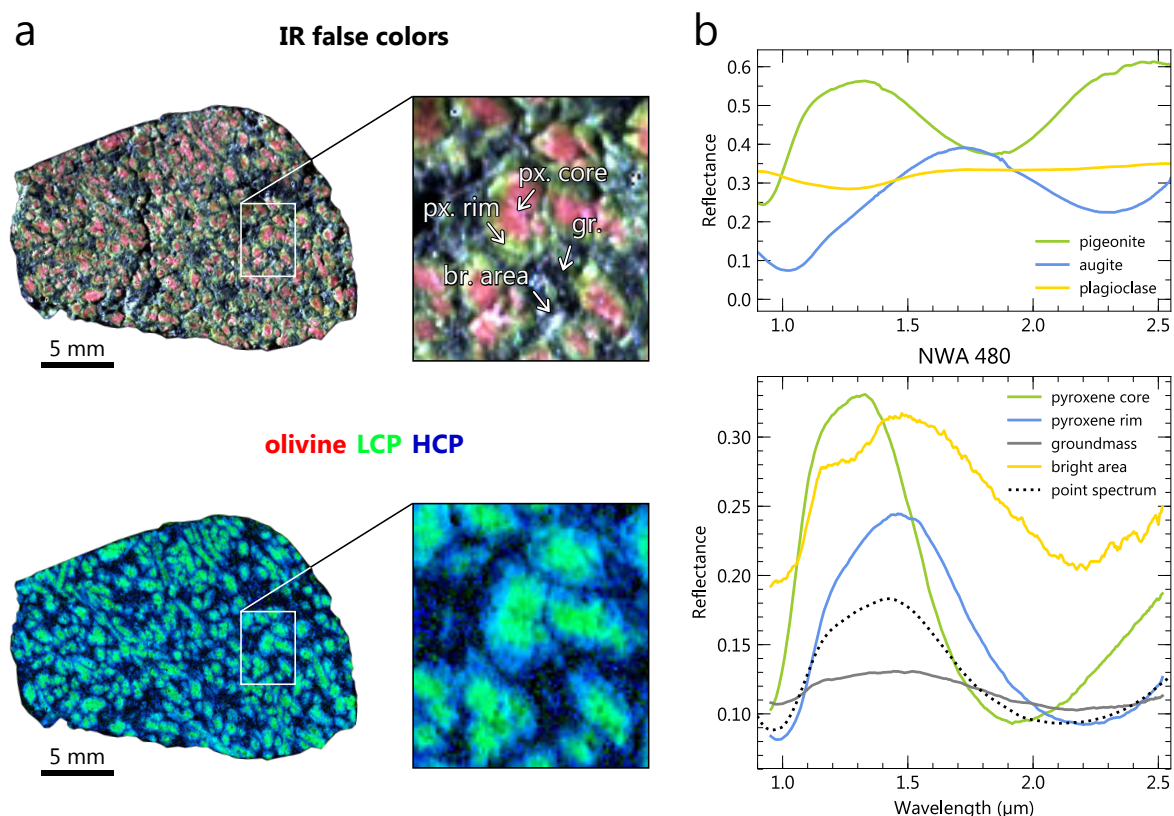 a
IR false colors
px. core
px. rim
gr.
br. area
5 mm
olivine LCP HCP
5 mm
b
0.6
0.5
0.4
0.3
0.2
0.1
0.0
Reflectance
pigeonite
augite
plagioclase
1.0 1.5 2.0 2.5
NWA 480
0.30
0.25
0.20
0.15
0.10
Reflectance
pyroxene core
pyroxene rim
groundmass
bright area
point spectrum
1.0 1.5 2.0 2.5
Wavelength (μm)